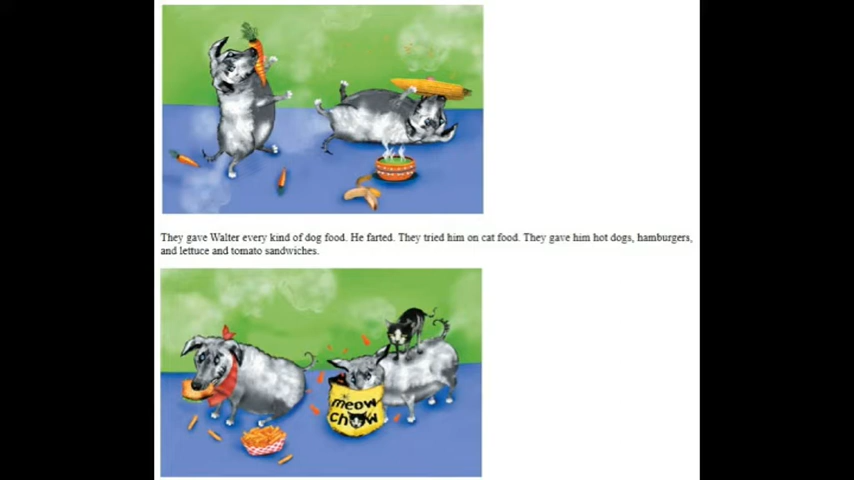 They gave Walter every kind of dog food. He farted. They tried him on cat food. They gave him hot dogs, hamburgers,
and lettuce and tomato sandwiches.
meow
chow